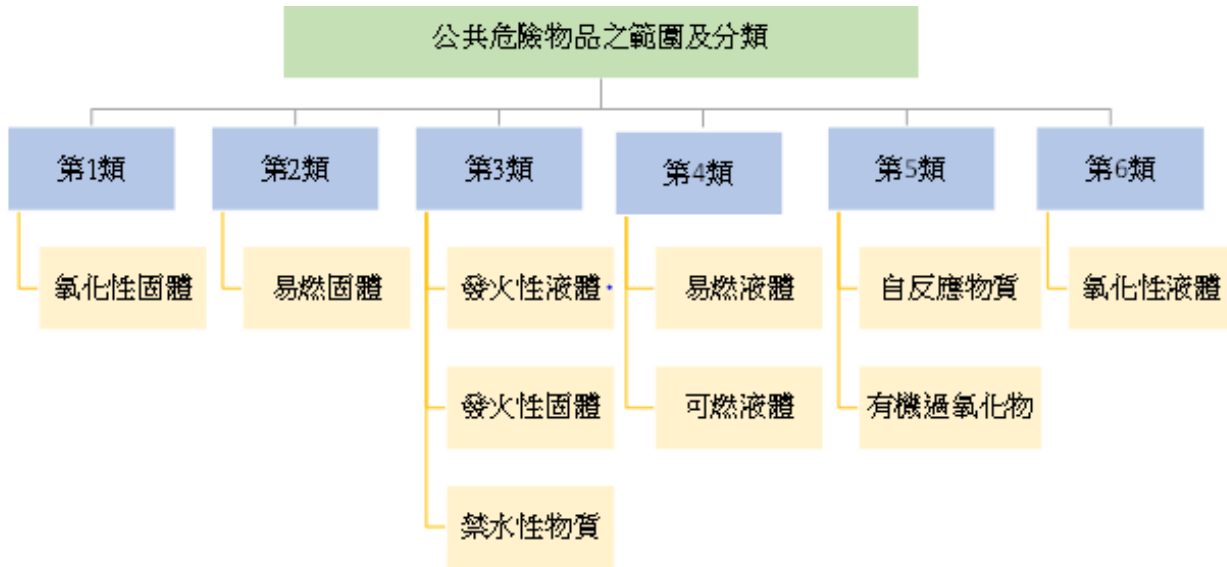 公共危險物品之範圍及分類
第1類
第2類
第3類
第4類
第5類
第6類
氧化性固體
易燃固體
發火性液體
易燃液體
自反應物質
氧化性液體
發火性固體
可燃液體
有機過氧化物
禁水性物質